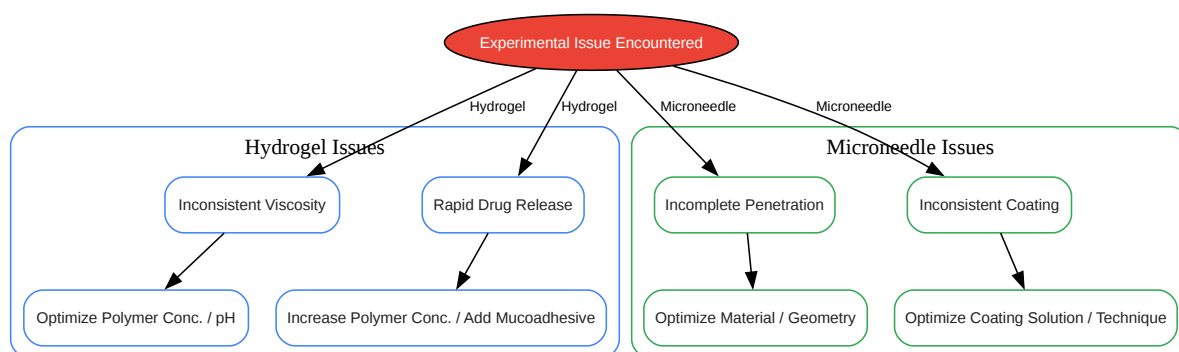 Experimental Issue Encountered
Hydrogel
Hydrogel
Microneedle
Microneedle
Hydrogel Issues
Microneedle Issues
Inconsistent Viscosity
Rapid Drug Release
Incomplete Penetration
Inconsistent Coating
Optimize Polymer Conc. / pH
Increase Polymer Conc. / Add Mucoadhesive
Optimize Material / Geometry
Optimize Coating Solution / Technique